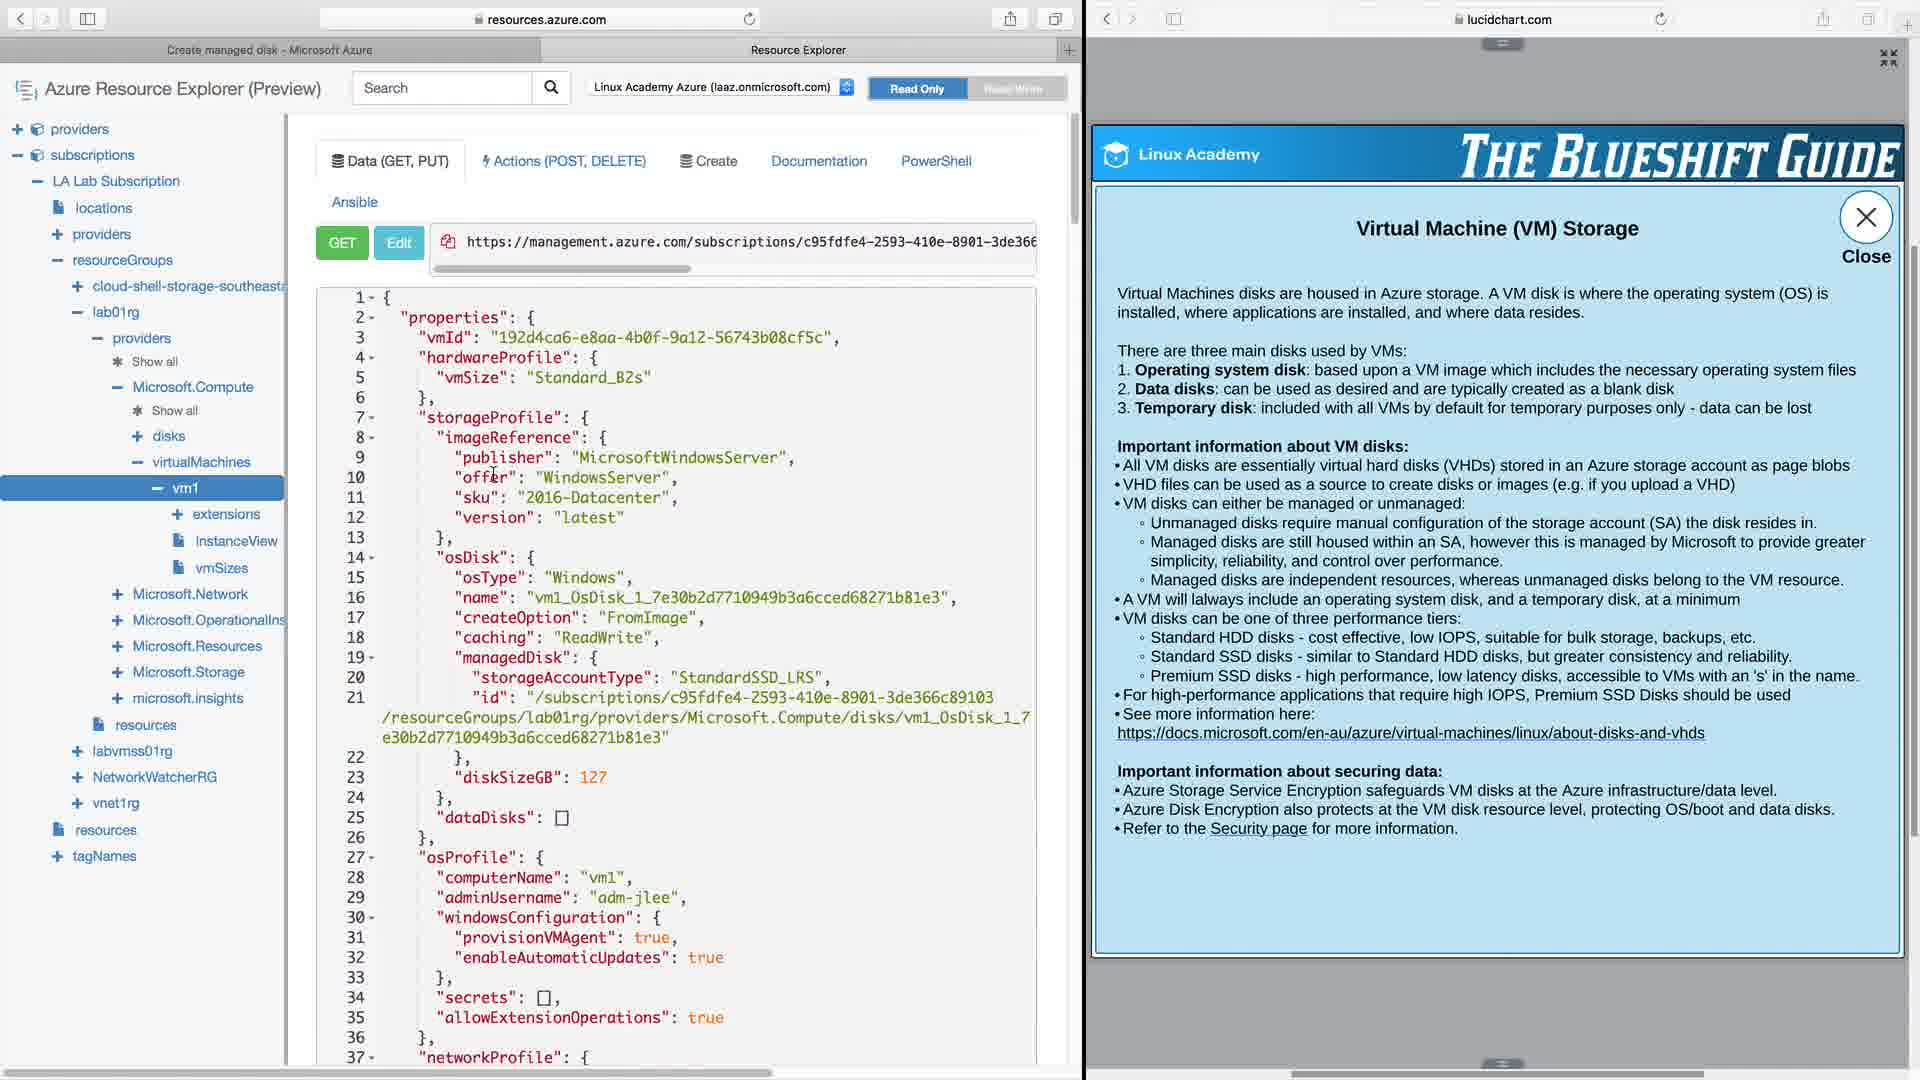 resources.azure.com
Create managed disk - Microsoft Azure
Resource Explorer
Azure Resource Explorer (Preview)
Search
Linux Academy Azure (laaz.onmicrosoft.com)
Read Only
Read/Write
providers
subscriptions
LA Lab Subscription
locations
providers
resourceGroups
cloud-shell-storage-southeasta
lab01rg
providers
Show all
Microsoft.Compute
Show all
disks
virtualMachines
vm1
extensions
InstanceView
vmSizes
Microsoft.Network
Microsoft.OperationalIns
Microsoft.Resources
Microsoft.Storage
microsoft.insights
resources
labvmss01rg
NetworkWatcherRG
vnet1rg
resources
tagNames
Data (GET, PUT)
Actions (POST, DELETE)
Create
Documentation
PowerShell
Ansible
GET
Edit
https://management.azure.com/subscriptions/c95fdfe4-2593-410e-8901-3de366
1 {
2 "properties": {
3 "vmId": "192d4ca6-e8aa-4b0f-9a12-56743b08cf5c",
4 "hardwareProfile": {
5 "vmSize": "Standard_B2s"
6 },
7 "storageProfile": {
8 "imageReference": {
9 "publisher": "MicrosoftWindowsServer",
10 "offer": "WindowsServer",
11 "sku": "2016-Datacenter",
12 "version": "latest"
13 },
14 "osDisk": {
15 "osType": "Windows",
16 "name": "vm1_OsDisk_1_7e30b2d7710949b3a6cced68271b81e3",
17 "createOption": "FromImage",
18 "caching": "ReadWrite",
19 "managedDisk": {
20 "storageAccountType": "StandardSSD_LRS",
21 "id": "/subscriptions/c95fdfe4-2593-410e-8901-3de366c89103
/resourceGroups/lab01rg/providers/Microsoft.Compute/disks/vm1_OsDisk_1_7
e30b2d7710949b3a6cced68271b81e3"
22 },
23 "diskSizeGB": 127
24 },
25 "dataDisks": []
26 },
27 "osProfile": {
28 "computerName": "vm1",
29 "adminUsername": "adm-jlee",
30 "windowsConfiguration": {
31 "provisionVMAgent": true,
32 "enableAutomaticUpdates": true
33 },
34 "secrets": [],
35 "allowExtensionOperations": true
36 },
37 "networkProfile": {
lucidchart.com
Linux Academy
THE BLUESHIFT GUIDE
Virtual Machine (VM) Storage
Close
Virtual Machines disks are housed in Azure storage. A VM disk is where the operating system (OS) is
installed, where applications are installed, and where data resides.
There are three main disks used by VMs:
1. Operating system disk: based upon a VM image which includes the necessary operating system files
2. Data disks: can be used as desired and are typically created as a blank disk
3. Temporary disk: included with all VMs by default for temporary purposes only - data can be lost
Important information about VM disks:
• All VM disks are essentially virtual hard disks (VHDs) stored in an Azure storage account as page blobs
• VHD files can be used as a source to create disks or images (e.g. if you upload a VHD)
• VM disks can either be managed or unmanaged:
◦ Unmanaged disks require manual configuration of the storage account (SA) the disk resides in.
◦ Managed disks are still housed within an SA, however this is managed by Microsoft to provide greater
simplicity, reliability, and control over performance.
◦ Managed disks are independent resources, whereas unmanaged disks belong to the VM resource.
• A VM will lalways include an operating system disk, and a temporary disk, at a minimum
• VM disks can be one of three performance tiers:
◦ Standard HDD disks - cost effective, low IOPS, suitable for bulk storage, backups, etc.
◦ Standard SSD disks - similar to Standard HDD disks, but greater consistency and reliability.
◦ Premium SSD disks - high performance, low latency disks, accessible to VMs with an 's' in the name.
• For high-performance applications that require high IOPS, Premium SSD Disks should be used
• See more information here:
https://docs.microsoft.com/en-au/azure/virtual-machines/linux/about-disks-and-vhds
Important information about securing data:
• Azure Storage Service Encryption safeguards VM disks at the Azure infrastructure/data level.
• Azure Disk Encryption also protects at the VM disk resource level, protecting OS/boot and data disks.
• Refer to the Security page for more information.